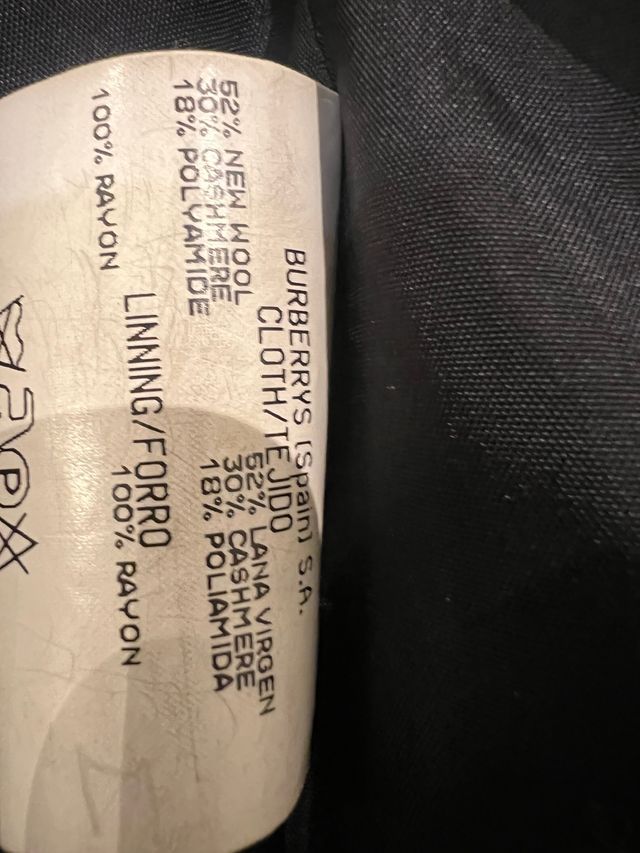 BURBERRYS (Spain) S.A.
CLOTH/TEJIDO
52% NEW WOOL 52% LANA VIRGEN
30% CASHMERE 30% CASHMERE
18% POLYAMIDE 18% POLIAMIDA
LINNING/FORRO
100% RAYON 100% RAYON